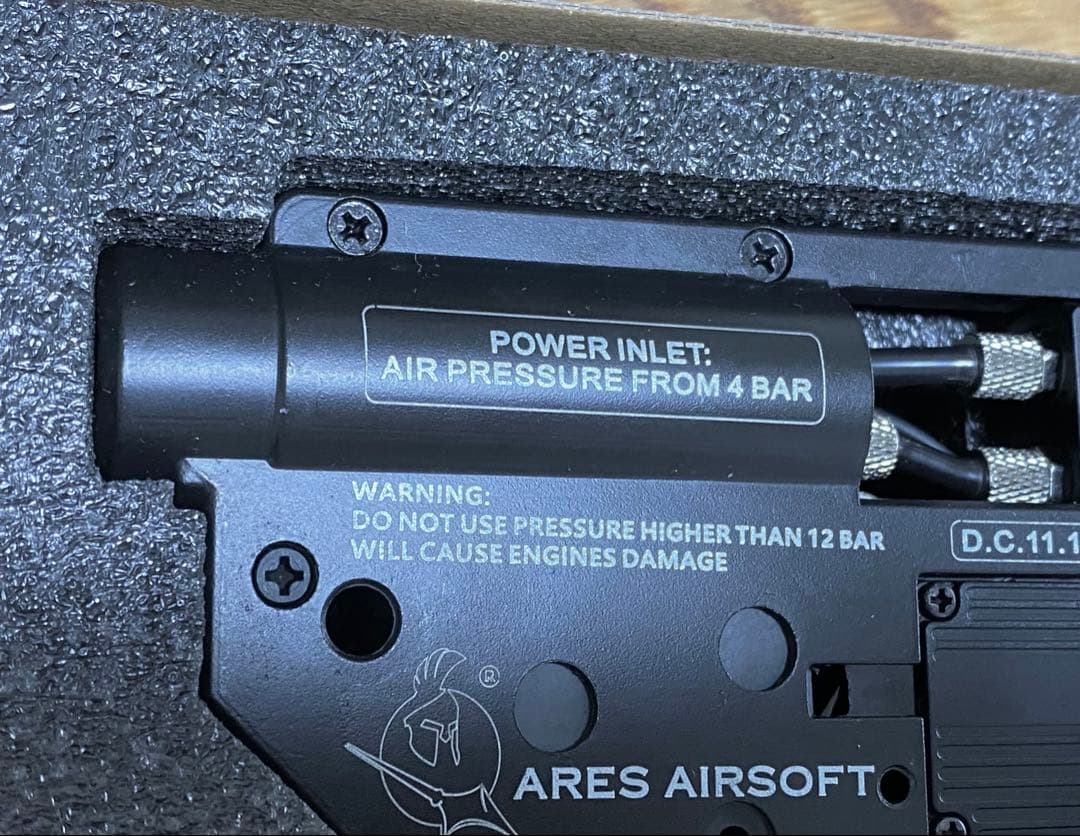 POWER INLET:
AIR PRESSURE FROM 4 BAR
WARNING:
DO NOT USE PRESSURE HIGHER THAN 12 BAR
WILL CAUSE ENGINES DAMAGE
D.C.11.1
®
ARES AIRSOFT